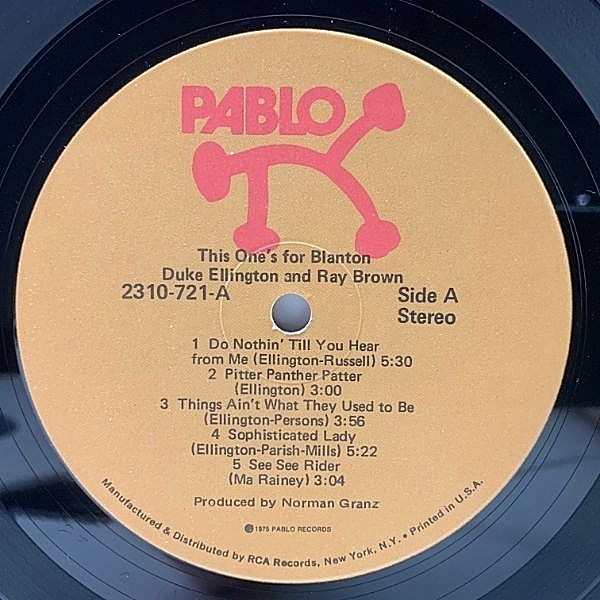 PABLO
This One's for Blanton
Duke Ellington and Ray Brown
2310-721-A
Side A
Stereo
1 Do Nothin' Till You Hear
from Me (Ellington-Russell) 5:30
2 Pitter Panther Patter
(Ellington) 3:00
3 Things Ain't What They Used to Be
(Ellington-Persons) 3:56
4 Sophisticated Lady
(Ellington-Parish-Mills) 5:22
5 See See Rider
(Ma Rainey) 3:04
Produced by Norman Granz
℗ 1975 PABLO RECORDS
Manufactured & Distributed by RCA Records, New York, N.Y. • Printed in U.S.A.